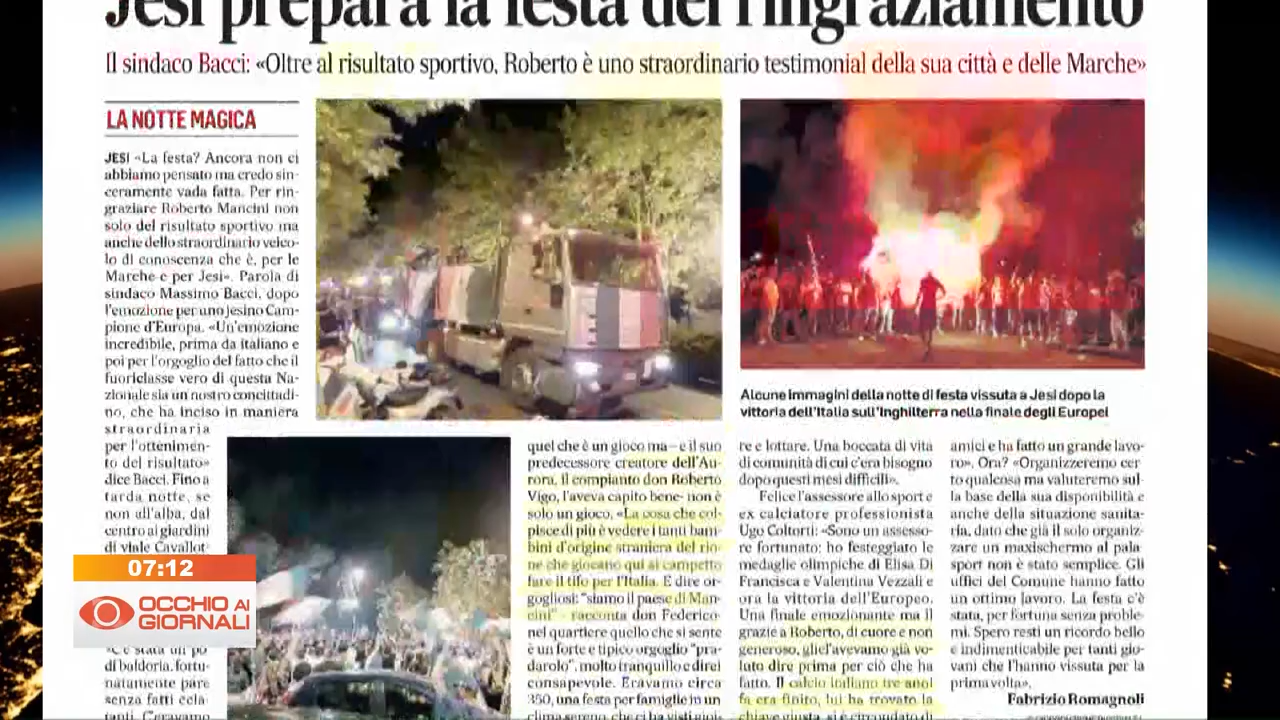 Jesi prepara la festa del ringraziamento
Il sindaco Bacci: «Oltre al risultato sportivo, Roberto è uno straordinario testimonial della sua città e delle Marche»
LA NOTTE MAGICA
JESI «La festa? Ancora non ci
abbiamo pensato ma credo sin-
ceramente vada fatta. Per rin-
graziare Roberto Mancini non
solo del risultato sportivo ma
anche dello straordinario veico-
lo di conoscenza che è, per le
Marche e per Jesi». Parola di
sindaco Massimo Bacci, dopo
l'emozione per uno jesino Cam-
pione d'Europa. «Un'emozione
incredibile, prima da italiano e
poi per l'orgoglio del fatto che il
fuoriclasse vero di questa Na-
zionale sia un nostro concittadi-
no, che ha inciso in maniera
straordinaria
per l'ottenimen-
to del risultato»
dice Bacci. Fino a
tarda notte, se
non all'alba, dal
centro ai giardini
di viale Cavallot-
«C'è stata un po'
di baldoria, fortu-
natamente pare
senza fatti ecla-
tanti. Ceravamo
Alcune immagini della notte di festa vissuta a Jesi dopo la
vittoria dell'Italia sull'Inghilterra nella finale degli Europei
quel che è un gioco ma – e il suo
predecessore creatore dell'Au-
rora, il compianto don Roberto
Vigo, l'aveva capito bene- non è
solo un gioco. «La cosa che col-
pisce di più è vedere i tanti bam-
bini d'origine straniera del rio-
ne che giocano qui al campetto
fare il tifo per l'Italia. E dire or-
gogliosi: "siamo il paese di Man-
cini" - racconta don Federico-
nel quartiere quello che si sente
è un forte e tipico orgoglio "pra-
darolo", molto tranquillo e direi
consapevole. Eravamo circa
350, una festa per famiglie in un
clima sereno, che ci ha visti gioi-
re e lottare. Una boccata di vita
di comunità di cui c'era bisogno
dopo questi mesi difficili».
Felice l'assessore allo sport e
ex calciatore professionista
Ugo Coltorti: «Sono un assesso-
re fortunato: ho festeggiato le
medaglie olimpiche di Elisa Di
Francisca e Valentina Vezzali e
ora la vittoria dell'Europeo.
Una finale emozionante ma il
grazie a Roberto, di cuore e non
generoso, gliel'avevamo già vo-
luto dire prima per ciò che ha
fatto. Il calcio italiano tre anni
fa era finito, lui ha trovato la
chiave giusta, si è circondato di
amici e ha fatto un grande lavo-
ro». Ora? «Organizzeremo cer-
to qualcosa ma valuteremo sul-
la base della sua disponibilità e
anche della situazione sanita-
ria, dato che già il solo organiz-
zare un maxischermo al pala-
sport non è stato semplice. Gli
uffici del Comune hanno fatto
un ottimo lavoro. La festa c'è
stata, per fortuna senza proble-
mi. Spero resti un ricordo bello
e indimenticabile per tanti gio-
vani che l'hanno vissuta per la
prima volta».
Fabrizio Romagnoli
07:12
OCCHIO AI
GIORNALI